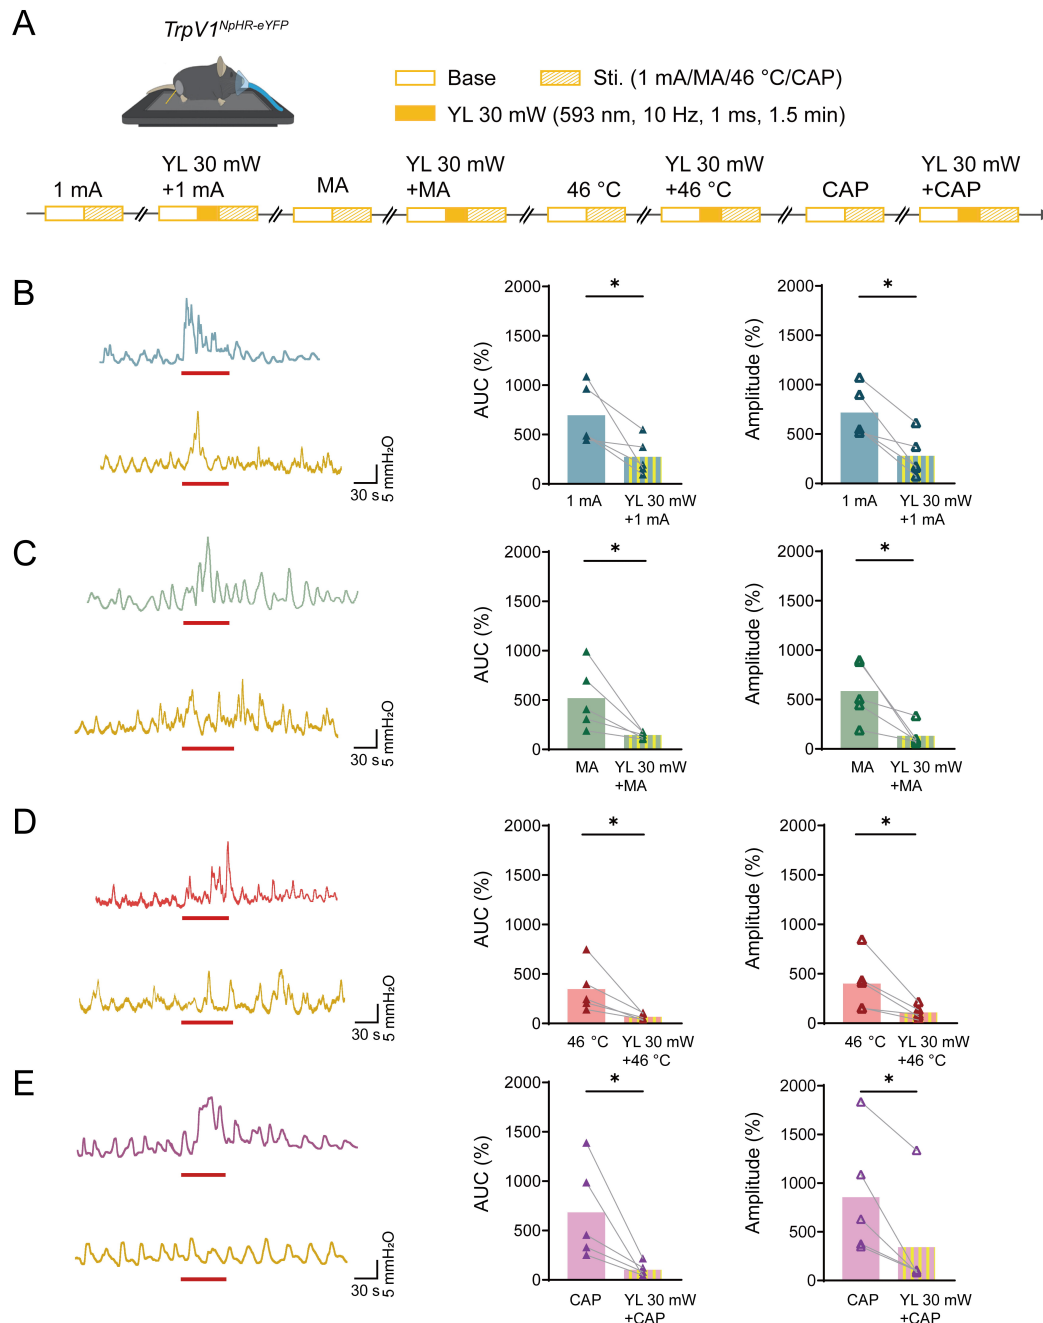 A
TrpV1NpHR-eYFP
Base
Sti. (1 mA/MA/46 °C/CAP)
YL 30 mW (593 nm, 10 Hz, 1 ms, 1.5 min)
1 mA
YL 30 mW
+1 mA
MA
YL 30 mW
+MA
46 °C
YL 30 mW
+46 °C
CAP
YL 30 mW
+CAP
B
30 s
5 mmH₂O
AUC (%)
2000
1500
1000
500
0
*
1 mA
YL 30 mW
+1 mA
Amplitude (%)
2000
1500
1000
500
0
*
1 mA
YL 30 mW
+1 mA
C
30 s
5 mmH₂O
AUC (%)
2000
1500
1000
500
0
*
MA
YL 30 mW
+MA
Amplitude (%)
2000
1500
1000
500
0
*
MA
YL 30 mW
+MA
D
30 s
5 mmH₂O
AUC (%)
2000
1500
1000
500
0
*
46 °C
YL 30 mW
+46 °C
Amplitude (%)
2000
1500
1000
500
0
*
46 °C
YL 30 mW
+46 °C
E
30 s
5 mmH₂O
AUC (%)
2000
1500
1000
500
0
*
CAP
YL 30 mW
+CAP
Amplitude (%)
2000
1500
1000
500
0
*
CAP
YL 30 mW
+CAP